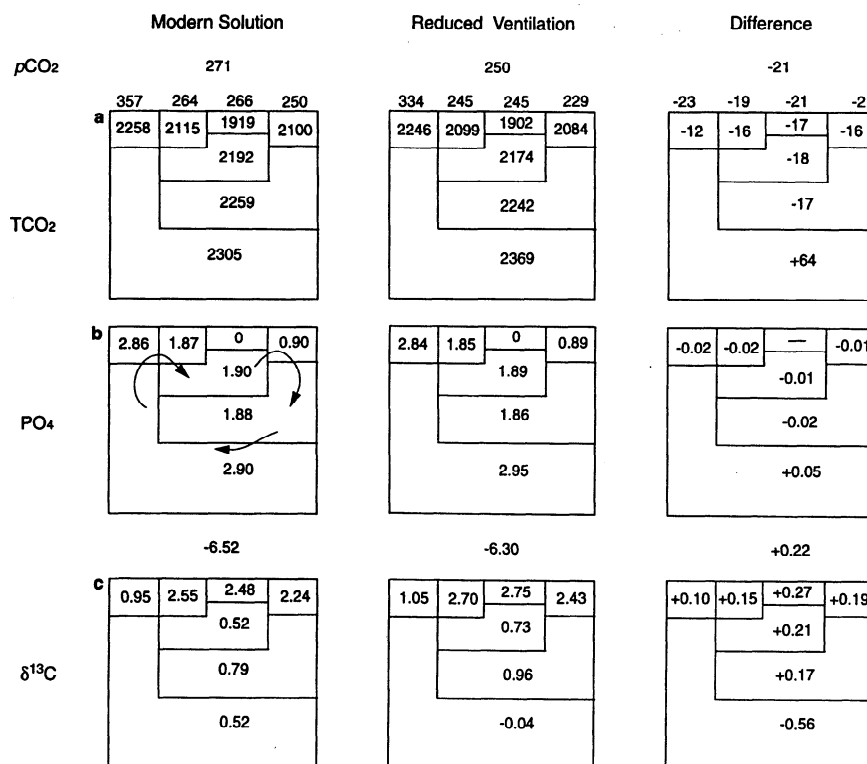 Modern Solution Reduced Ventilation Difference
pCO2 271 250 -21
357 264 266 250 334 245 245 229 -23 -19 -21 -2
a 2258 2115 1919 2100 2246 2099 1902 2084 -12 -16 -17 -16
2192 2174 -18
2259 2242 -17
TCO2
2305 2369 +64
b 2.86 1.87 0 0.90 2.84 1.85 0 0.89 -0.02 -0.02 — -0.01
1.90 1.89 -0.01
PO4 1.88 1.86 -0.02
2.90 2.95 +0.05
-6.52 -6.30 +0.22
c 0.95 2.55 2.48 2.24 1.05 2.70 2.75 2.43 +0.10 +0.15 +0.27 +0.19
0.52 0.73 +0.21
δ13C 0.79 0.96 +0.17
0.52 -0.04 -0.56